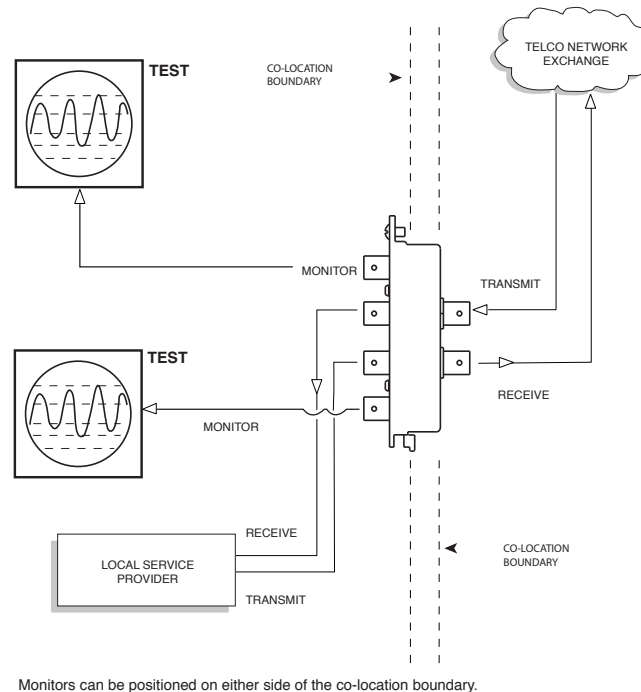 TELCO NETWORK
EXCHANGE
TEST
CO-LOCATION
BOUNDARY
MONITOR
TRANSMIT
TEST
RECEIVE
MONITOR
RECEIVE
LOCAL SERVICE
PROVIDER
TRANSMIT
CO-LOCATION
BOUNDARY
Monitors can be positioned on either side of the co-location boundary.